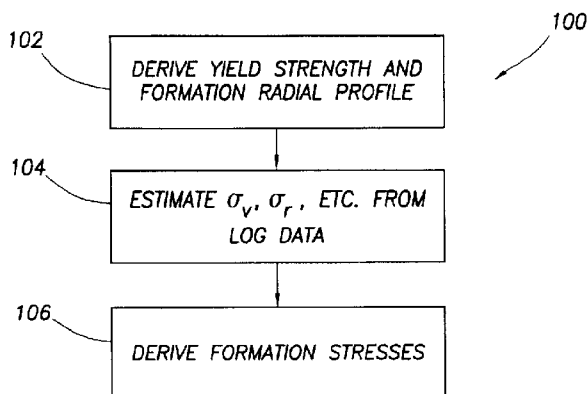 102
100
DERIVE YIELD STRENGTH AND
FORMATION RADIAL PROFILE
104
ESTIMATE σv, σr, ETC. FROM
LOG DATA
106
DERIVE FORMATION STRESSES